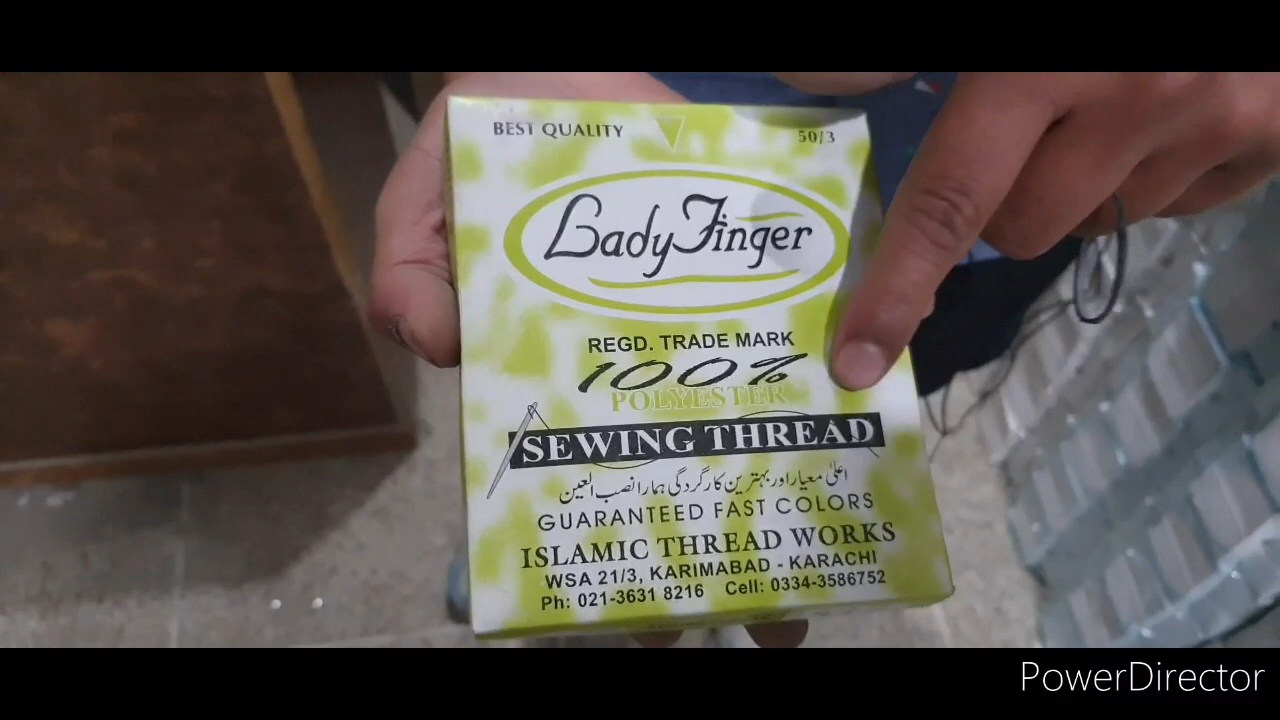 BEST QUALITY
50/3
Lady Finger
REGD. TRADE MARK
100%
POLYESTER
SEWING THREAD
اعلیٰ معیار اور بہترین کارگردگی ہمارا نصب العین
GUARANTEED FAST COLORS
ISLAMIC THREAD WORKS
WSA 21/3, KARIMABAD - KARACHI
Ph: 021-3631 8216 Cell: 0334-3586752
PowerDirector